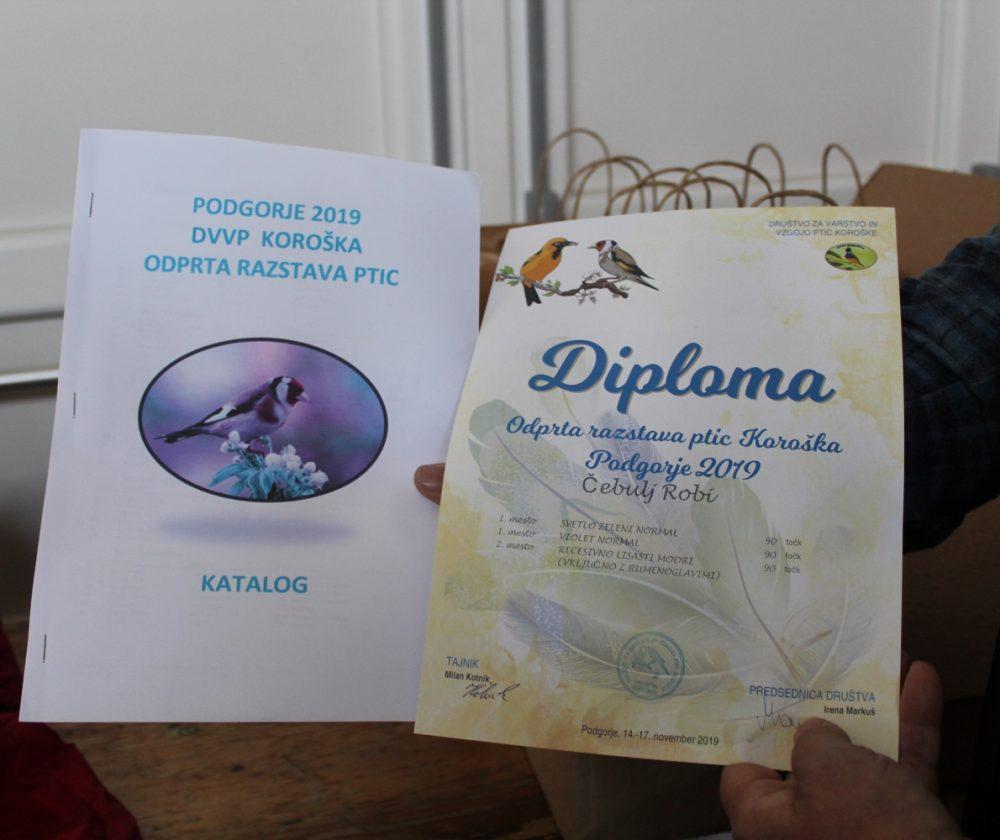 PODGORJE 2019
DVVP KOROŠKA
ODPRTA RAZSTAVA PTIC
KATALOG
DRUŠTVO ZA VARSTVO IN
VZGOJO PTIC KOROŠKE
Diploma
Odprta razstava ptic Koroška
Podgorje 2019
Čebulj Robi
1. mesto SVETLO ZELENI NORMAL 90 točk
1. mesto VIOLET NORMAL 90 točk
2. mesto RECESIVNO LISASTI MODRI 90 točk
(VKLJUČNO Z RUMENOGLAVIMI)
TAJNIK
Milan Kotnik
PREDSEDNICA DRUŠTVA
Irena Markuš
Podgorje, 14.-17. november 2019